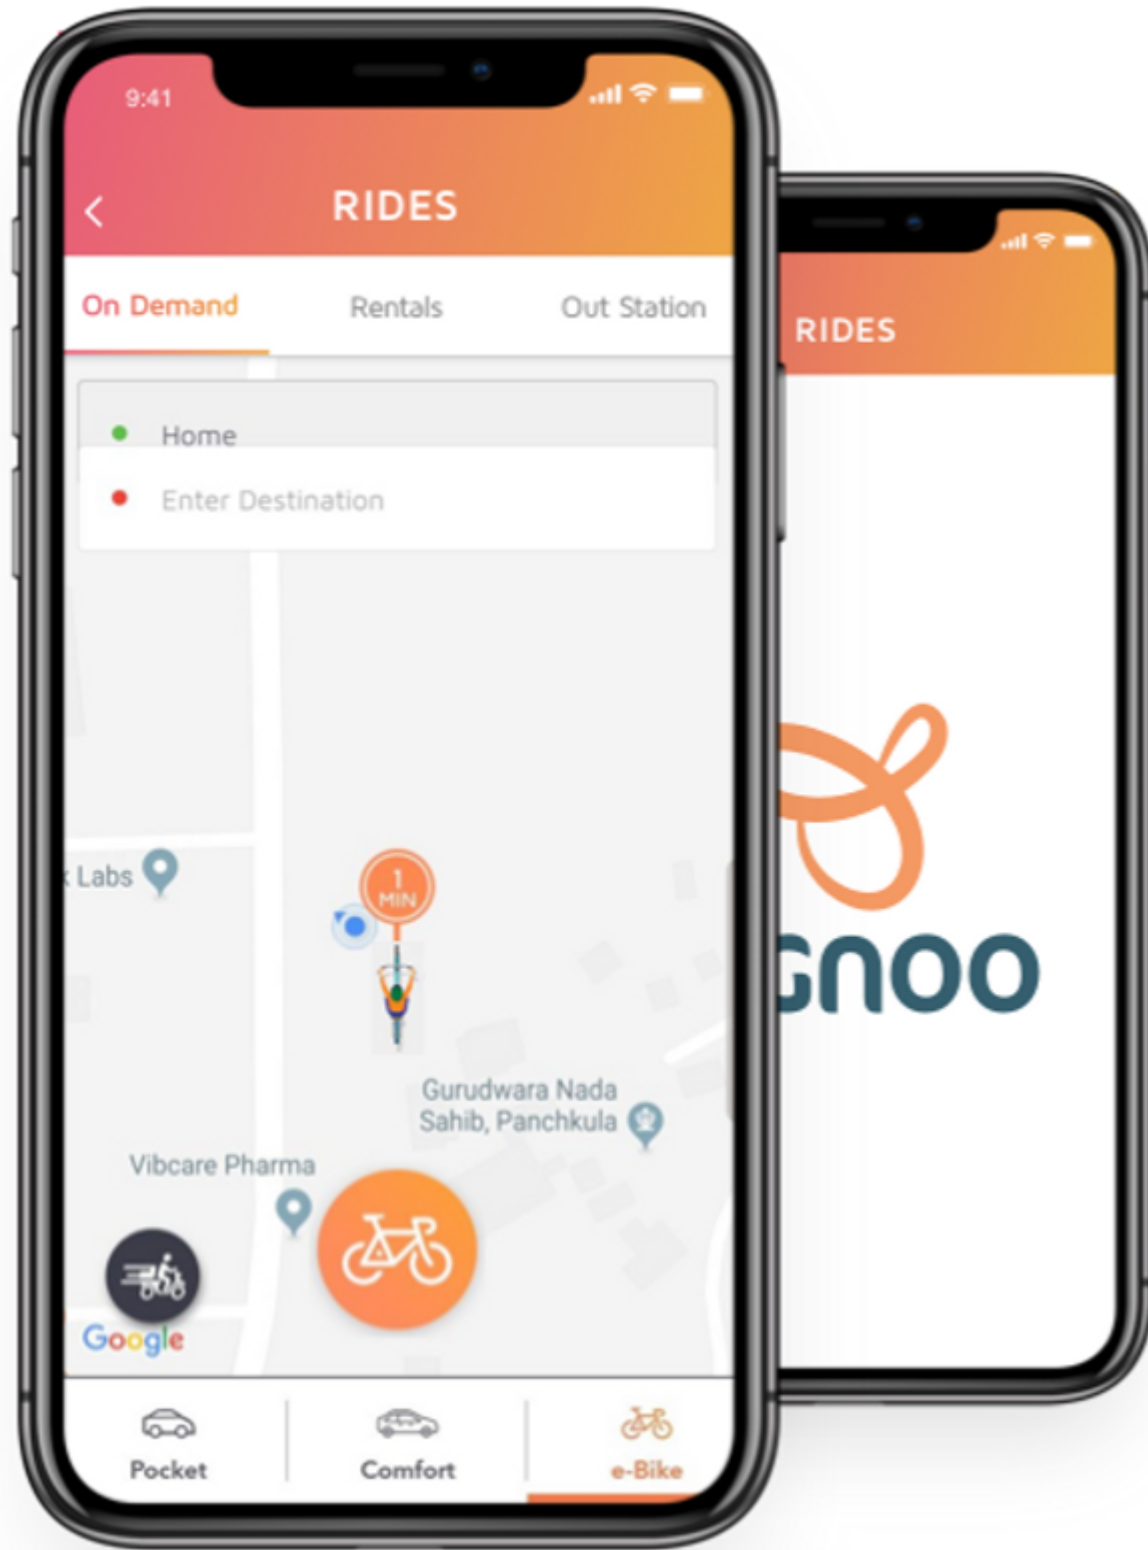 9:41
RIDES
On Demand
Rentals
Out Station
Home
Enter Destination
Labs
1
MIN
Gurudwara Nada
Sahib, Panchkula
Vibcare Pharma
Google
Pocket
Comfort
e-Bike
RIDES
gnoo